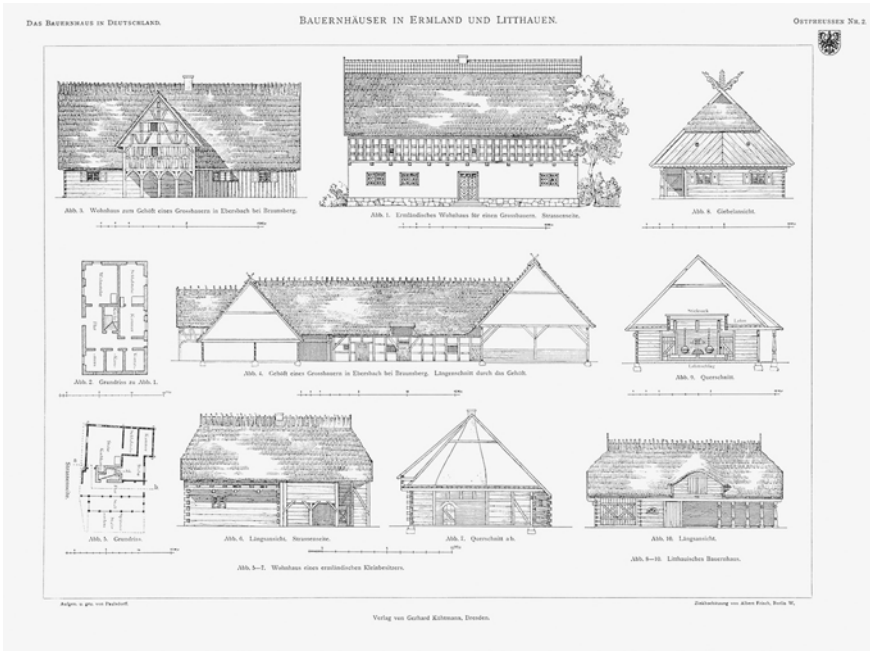 DAS BAUERNHAUS IN DEUTSCHLAND.
BAUERNHÄUSER IN ERMLAND UND LITTHAUEN.
OSTPREUSSEN NR. 2.
Abb. 3. Wohnhaus zum Gehöft eines Grossbauern in Ebersbach bei Braunsberg.
Abb. 1. Ermländisches Wohnhaus für einen Grossbauern. Strassenseite.
Abb. 8. Giebelansicht.
Abb. 2. Grundriss zu Abb. 1.
Abb. 4. Gehöft eines Grossbauern in Ebersbach bei Braunsberg. Längenschnitt durch das Gehöft.
Abb. 9. Querschnitt.
Strassenseite.
Abb. 5. Grundriss.
Abb. 6. Längsansicht, Strassenseite.
Abb. 7. Querschnitt a b.
Abb. 10. Längsansicht.
Abb. 5—7. Wohnhaus eines ermländischen Kleinbesitzers.
Abb. 8—10. Litthauisches Bauernhaus.
Verlag von Gerhard Kühtmann, Dresden.